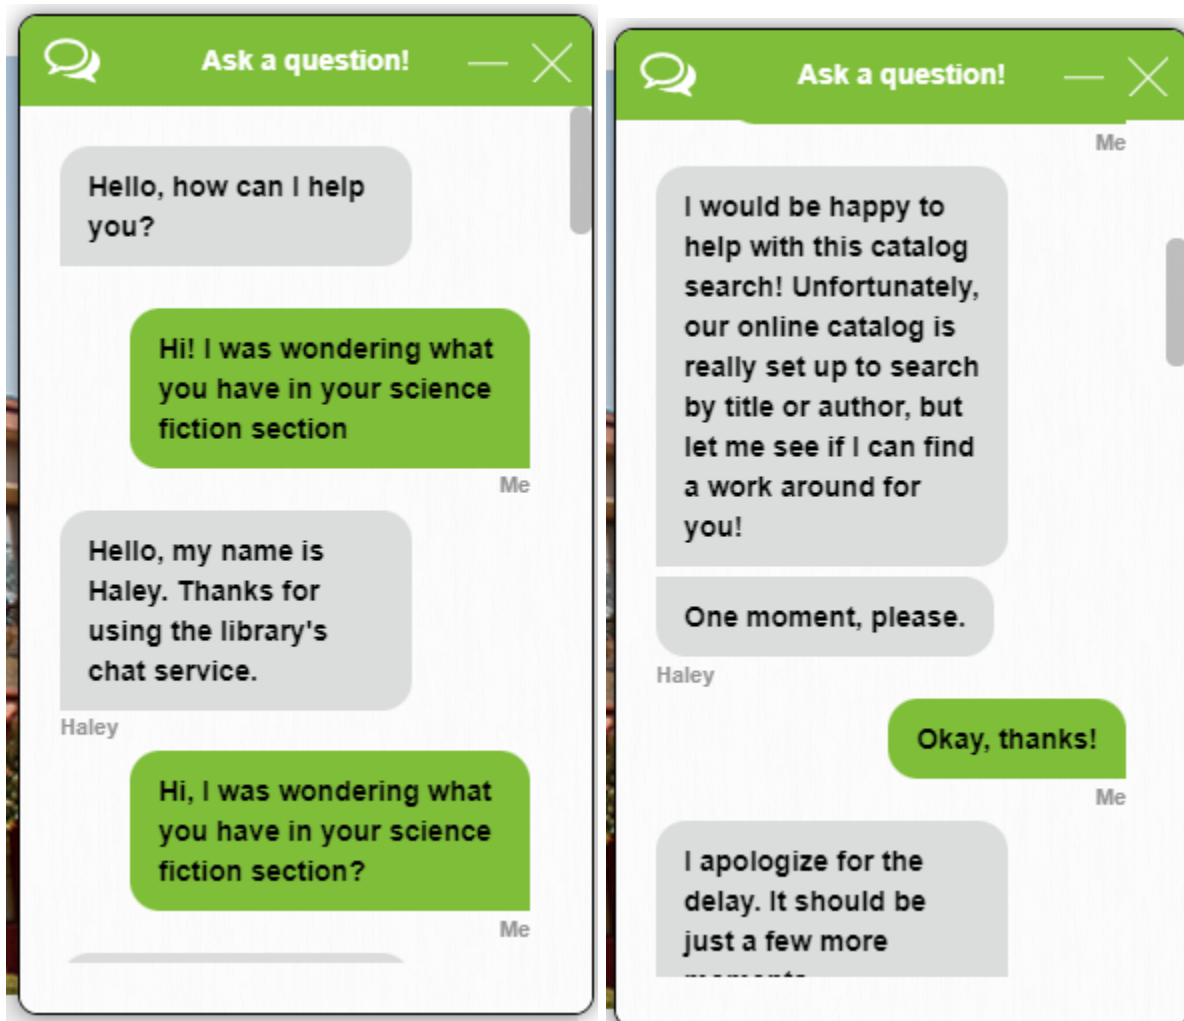 Ask a question!
Hello, how can I help
you?
Hi! I was wondering what
you have in your science
fiction section
Me
Hello, my name is
Haley. Thanks for
using the library's
chat service.
Haley
Hi, I was wondering what
you have in your science
fiction section?
Me
Ask a question!
Me
I would be happy to
help with this catalog
search! Unfortunately,
our online catalog is
really set up to search
by title or author, but
let me see if I can find
a work around for
you!
One moment, please.
Haley
Okay, thanks!
Me
I apologize for the
delay. It should be
just a few more